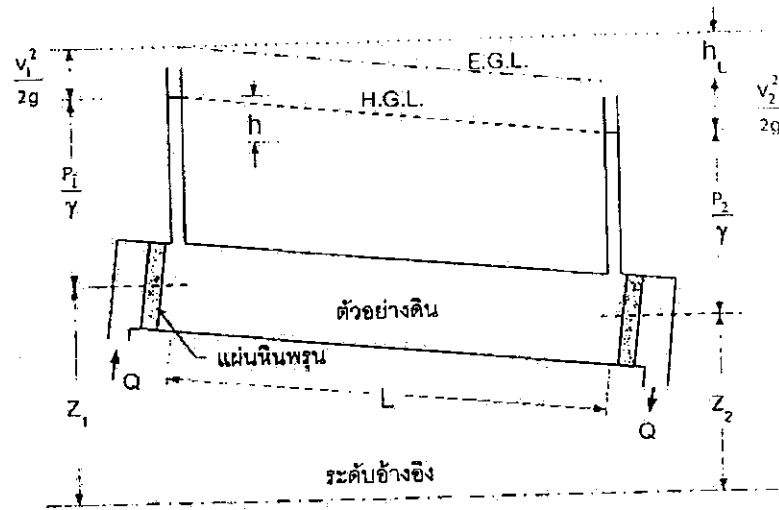 V₁²
2g
E.G.L.
h_L
H.G.L.
V₂²
2g
h
P₁
γ
P₂
γ
ตัวอย่างดิน
แผ่นหินพรุน
Q
Z₁
L
Z₂
Q
ระดับอ้างอิง